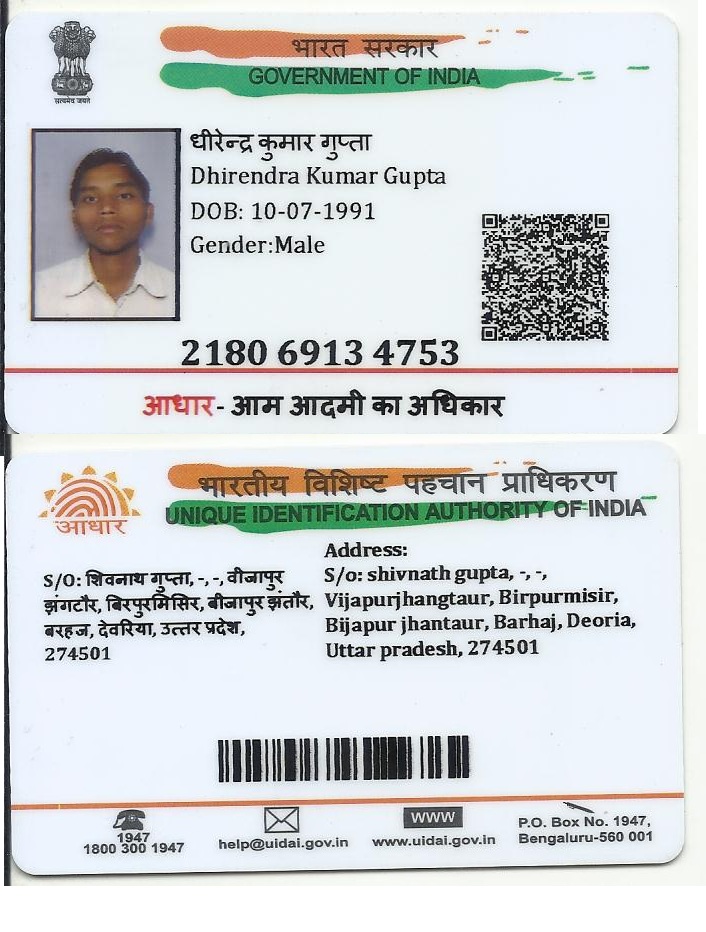 भारत सरकार
GOVERNMENT OF INDIA
सत्यमेव जयते
धीरेन्द्र कुमार गुप्ता
Dhirendra Kumar Gupta
DOB: 10-07-1991
Gender:Male
2180 6913 4753
आधार- आम आदमी का अधिकार
भारतीय विशिष्ट पहचान प्राधिकरण
UNIQUE IDENTIFICATION AUTHORITY OF INDIA
आधार
S/O: शिवनाथ गुप्ता, -,-, वीजापुर
झंगटौर, बिरपुरमिसिर, बीजापुर झंतौर,
बरहज, देवरिया, उत्तर प्रदेश,
274501
Address:
S/o: shivnath gupta, -,-,
Vijapurjhangtaur, Birpurmisir,
Bijapur jhantaur, Barhaj, Deoria,
Uttar pradesh, 274501
1947
1800 300 1947
help@uidai.gov.in
www
www.uidai.gov.in
P.O. Box No. 1947,
Bengaluru-560 001